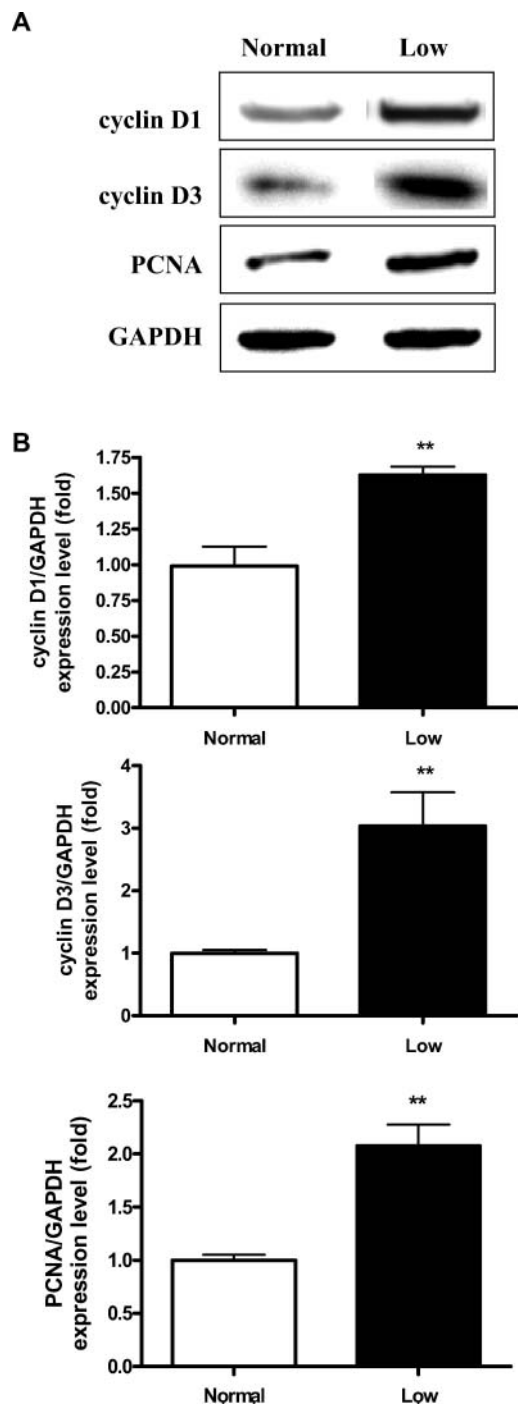 A
Normal Low
cyclin D1
cyclin D3
PCNA
GAPDH
B
cyclin D1/GAPDH
expression level (fold)
1.75
1.50
1.25
1.00
0.75
0.50
0.25
0.00
**
Normal Low
cyclin D3/GAPDH
expression level (fold)
4
3
2
1
0
**
Normal Low
PCNA/GAPDH
expression level (fold)
2.5
2.0
1.5
1.0
0.5
0.0
**
Normal Low